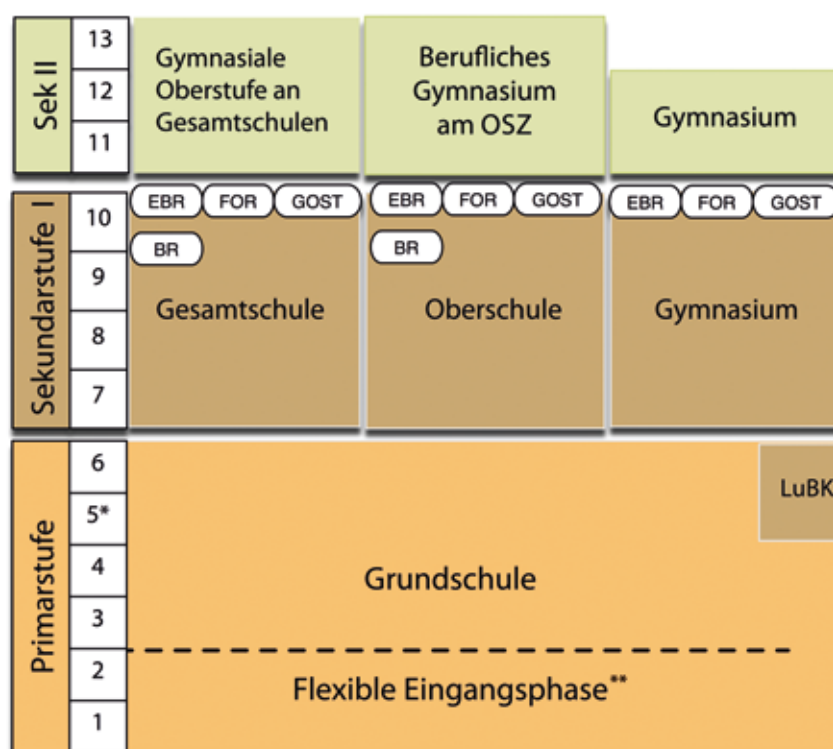 Sek II
13
12
11
Gymnasiale
Oberstufe an
Gesamtschulen
Berufliches
Gymnasium
am OSZ
Gymnasium
Sekundarstufe I
10
9
8
7
EBR FOR GOST
BR
Gesamtschule
EBR FOR GOST
BR
Oberschule
EBR FOR GOST
Gymnasium
Primarstufe
6
5*
4
3
2
1
LuBK
Grundschule
Flexible Eingangsphase**